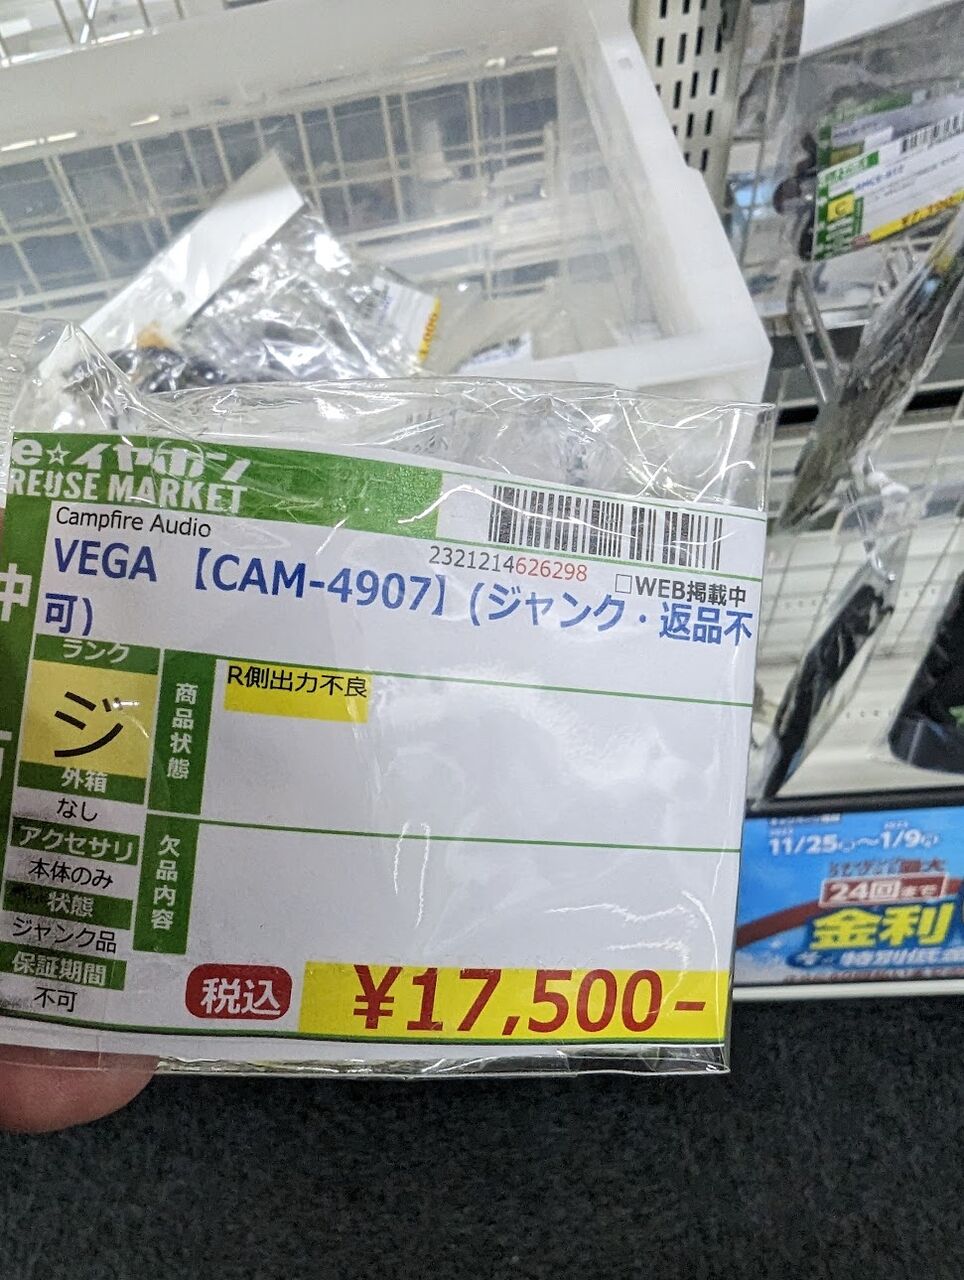 e☆イヤホン
REUSE MARKET
Campfire Audio
2321214626298
□WEB掲載中
VEGA 【CAM-4907】(ジャンク・返品不
可)
ランク
ジ
商品状態
R側出力不良
外箱
なし
アクセサリ
本体のみ
欠品内容
状態
ジャンク品
保証期間
不可
税込
¥17,500-
中
C
11/25 ～1/9
24回まで
金利